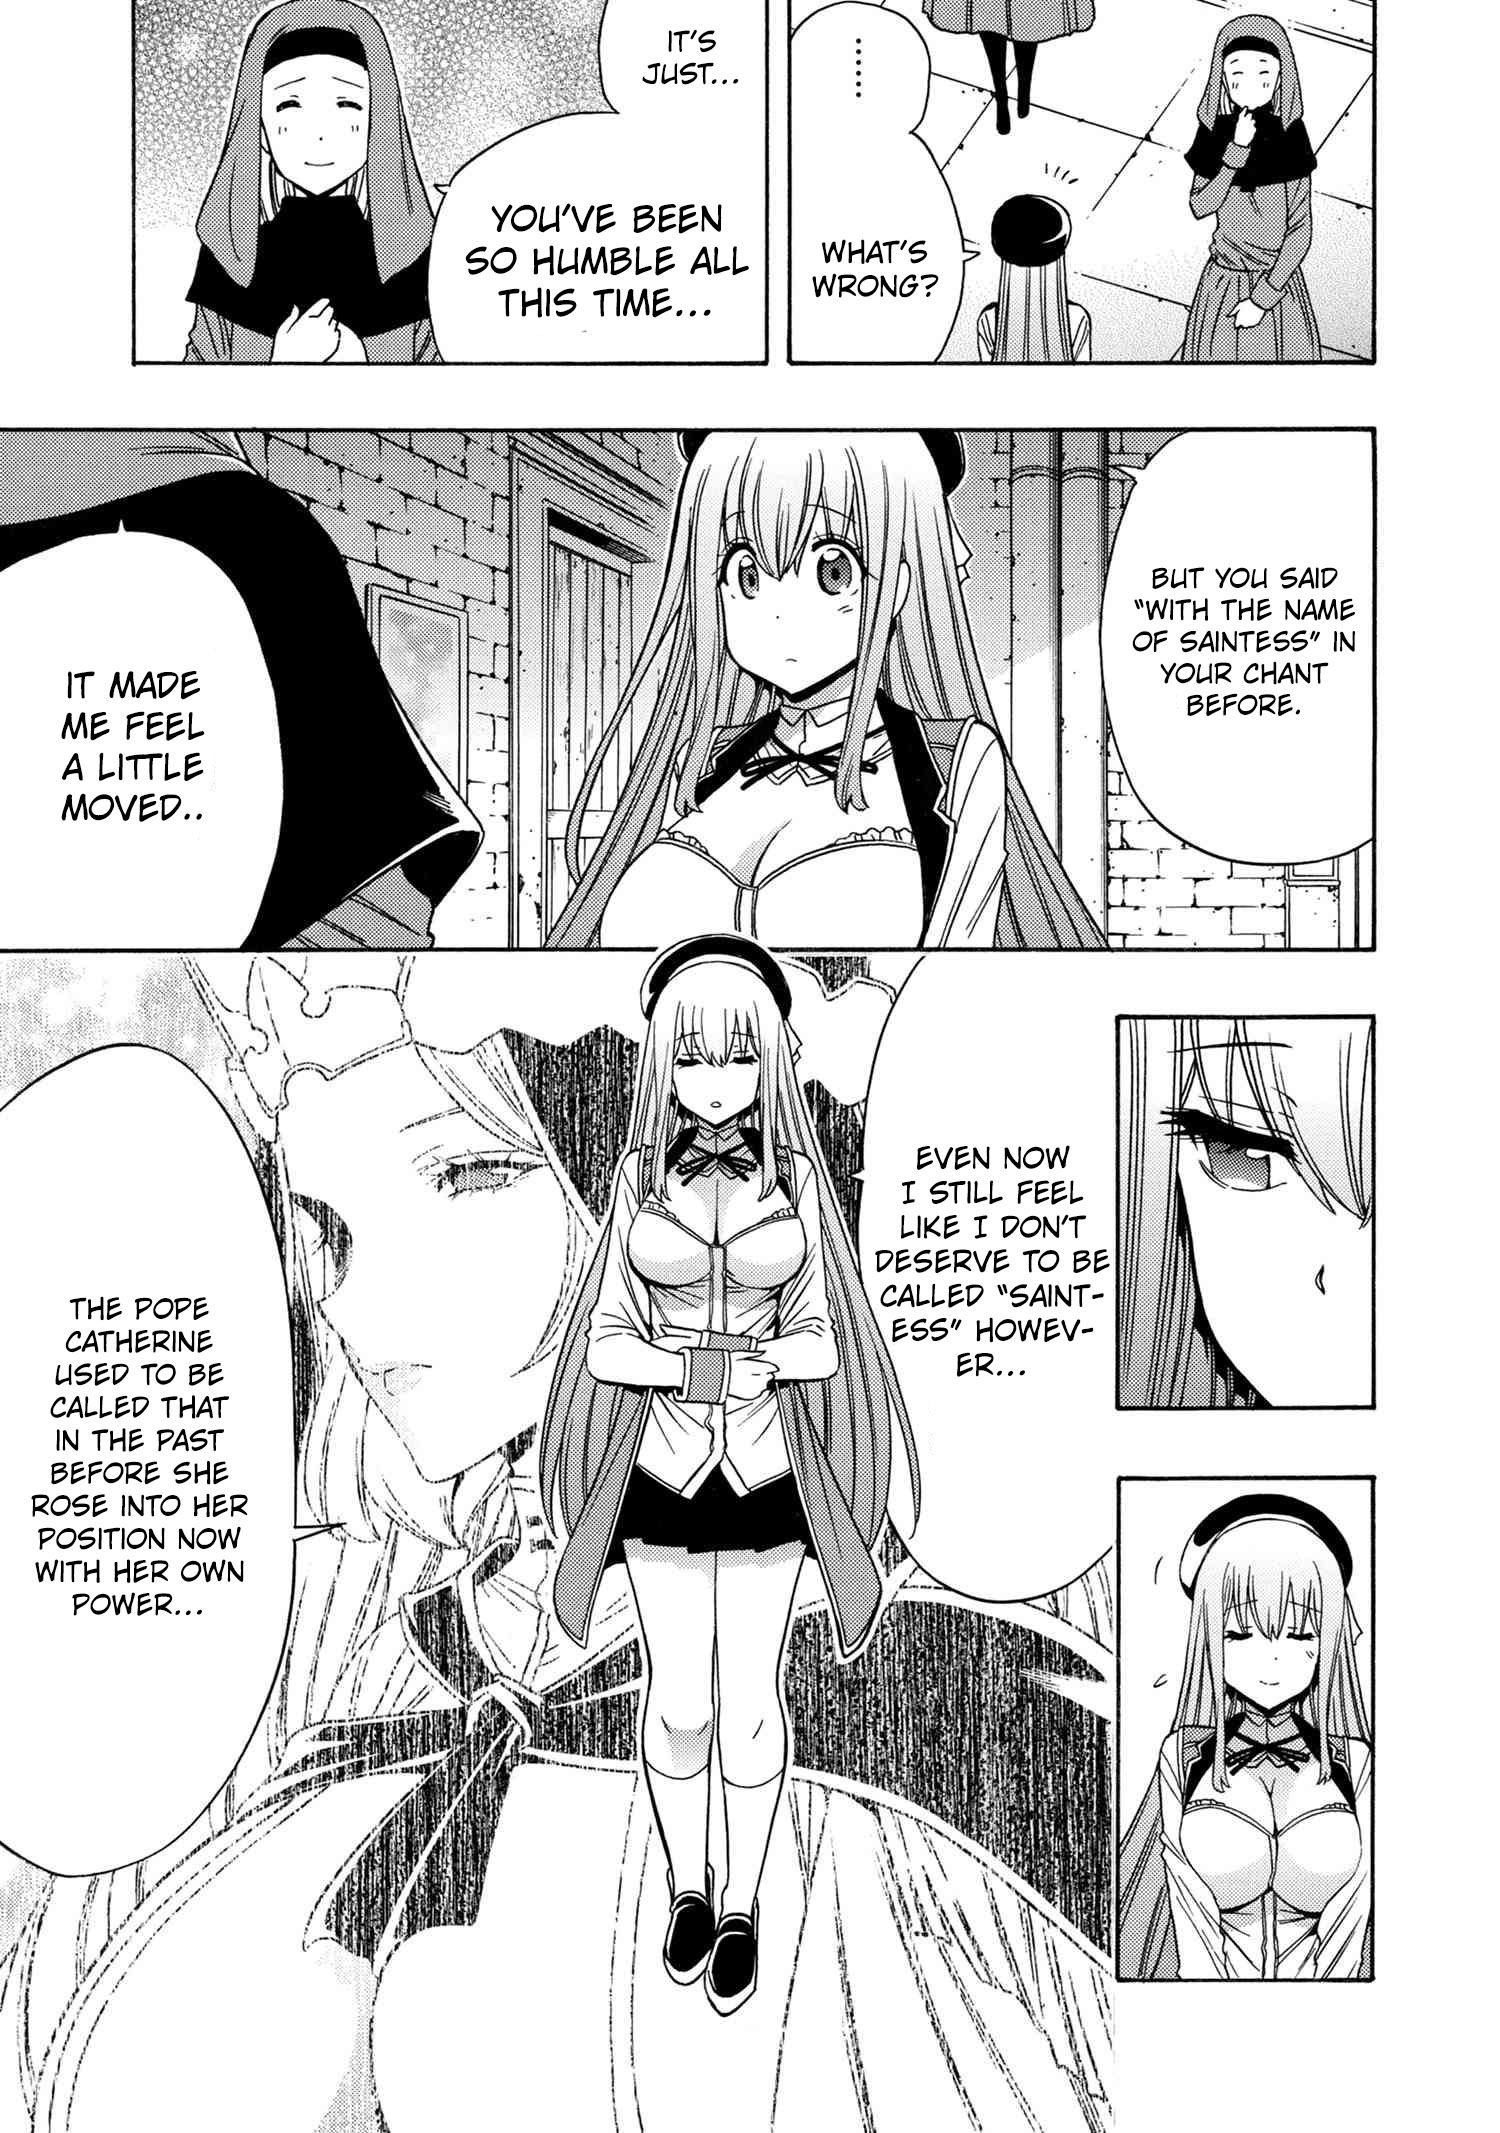 ......
WHAT'S
WRONG?
IT'S
JUST...
YOU'VE BEEN
SO HUMBLE ALL
THIS TIME...
BUT YOU SAID
"WITH THE NAME
OF SAINTESS" IN
YOUR CHANT
BEFORE.
IT MADE
ME FEEL
A LITTLE
MOVED..
EVEN NOW
I STILL FEEL
LIKE I DON'T
DESERVE TO BE
CALLED "SAINT-
ESS" HOWEV-
ER...
THE POPE
CATHERINE
USED TO BE
CALLED THAT
IN THE PAST
BEFORE SHE
ROSE INTO HER
POSITION NOW
WITH HER OWN
POWER...